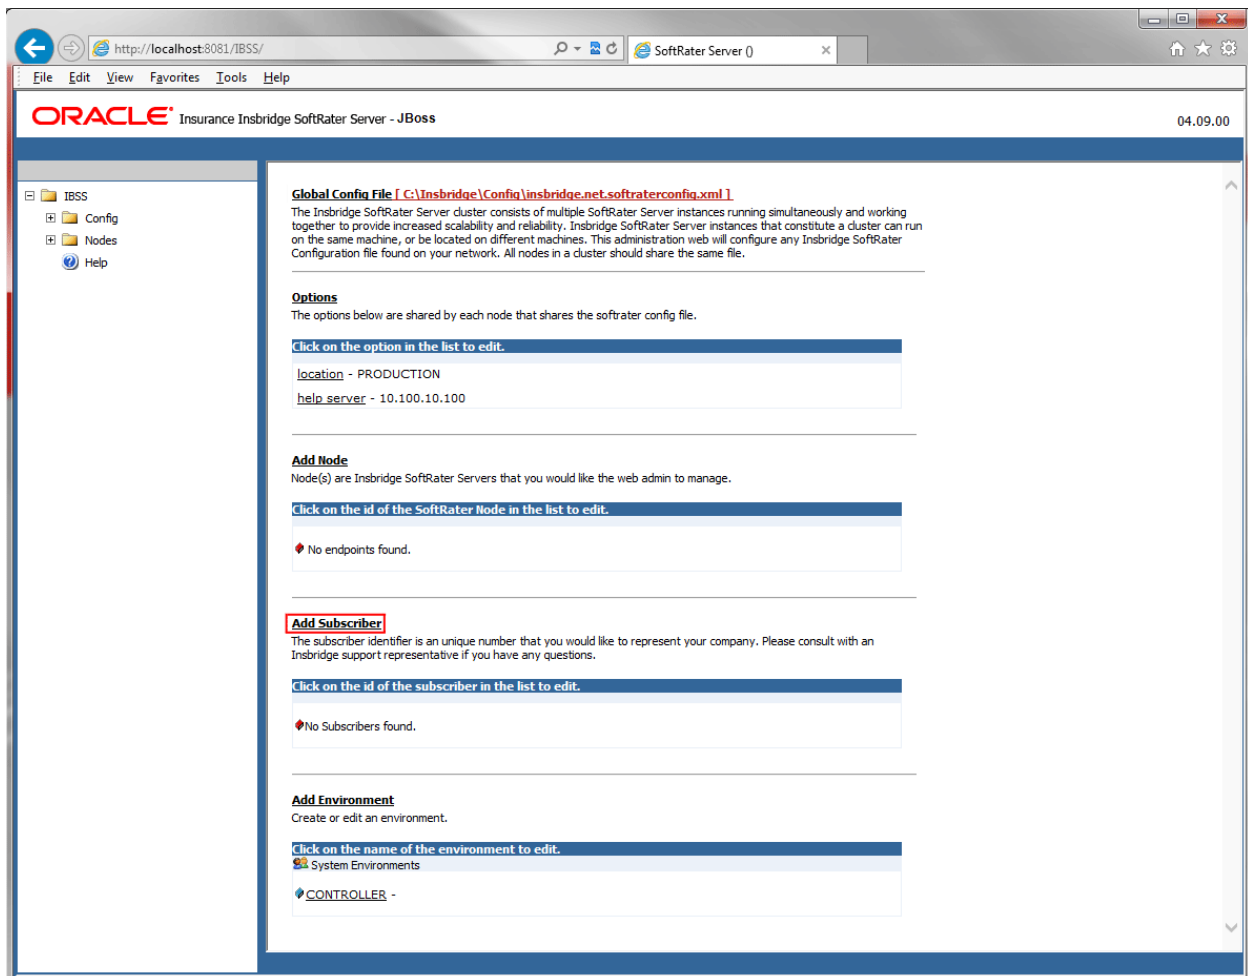 http://localhost:8081/IBSS/
SoftRater Server ()
File Edit View Favorites Tools Help
ORACLE® Insurance Insbridge SoftRater Server - JBoss
04.09.00
IBSS
Config
Nodes
Help
Global Config File [ C:\Insbridge\Config\insbridge.net.softraterconfig.xml ]
The Insbridge SoftRater Server cluster consists of multiple SoftRater Server instances running simultaneously and working
together to provide increased scalability and reliability. Insbridge SoftRater Server instances that constitute a cluster can run
on the same machine, or be located on different machines. This administration web will configure any Insbridge SoftRater
Configuration file found on your network. All nodes in a cluster should share the same file.
Options
The options below are shared by each node that shares the softrater config file.
Click on the option in the list to edit.
location - PRODUCTION
help server - 10.100.10.100
Add Node
Node(s) are Insbridge SoftRater Servers that you would like the web admin to manage.
Click on the id of the SoftRater Node in the list to edit.
No endpoints found.
Add Subscriber
The subscriber identifier is an unique number that you would like to represent your company. Please consult with an
Insbridge support representative if you have any questions.
Click on the id of the subscriber in the list to edit.
No Subscribers found.
Add Environment
Create or edit an environment.
Click on the name of the environment to edit.
System Environments
CONTROLLER -